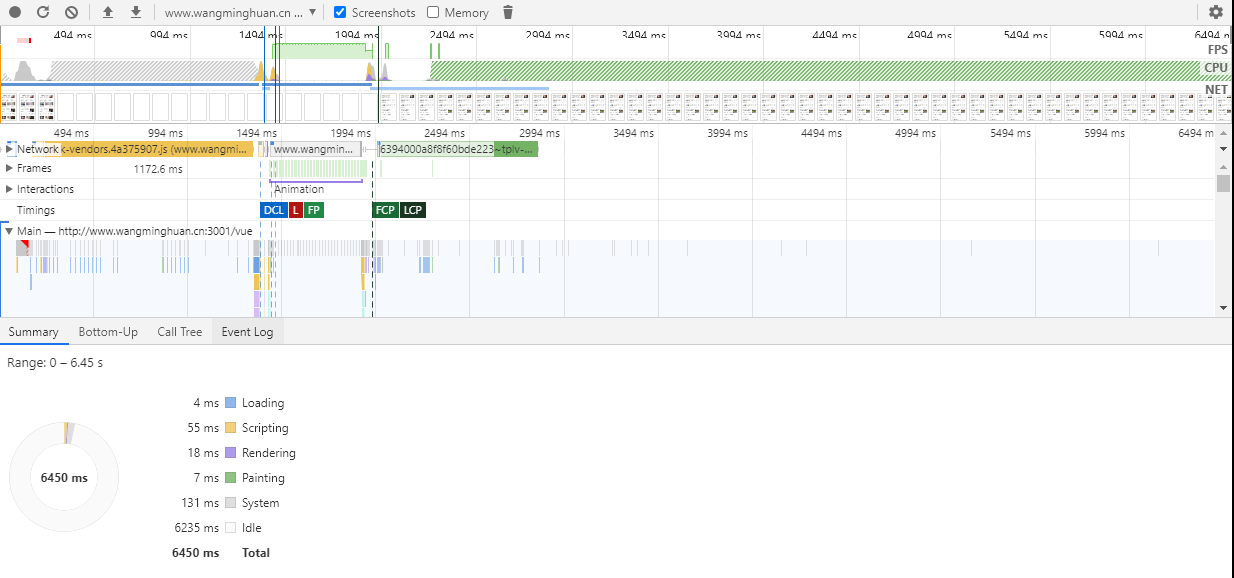 www.wangminghuan.cn ... ▼ Screenshots Memory
494 ms 994 ms 1494 ms 1994 ms 2494 ms 2994 ms 3494 ms 3994 ms 4494 ms 4994 ms 5494 ms 5994 ms 6494 m
FPS
CPU
NET
494 ms 994 ms 1494 ms 1994 ms 2494 ms 2994 ms 3494 ms 3994 ms 4494 ms 4994 ms 5494 ms 5994 ms 6494 m
▶ Network k-vendors.4a375907.js (www.wangmi... www.wangmin... 6394000a8f8f60bde223~tplv-...
▶ Frames 1172.6 ms
▶ Interactions Animation
Timings DCL L FP FCP LCP
▼ Main — http://www.wangminghuan.cn:3001/vue
Summary Bottom-Up Call Tree Event Log
Range: 0 – 6.45 s
4 ms Loading
55 ms Scripting
18 ms Rendering
6450 ms
7 ms Painting
131 ms System
6235 ms Idle
6450 ms Total